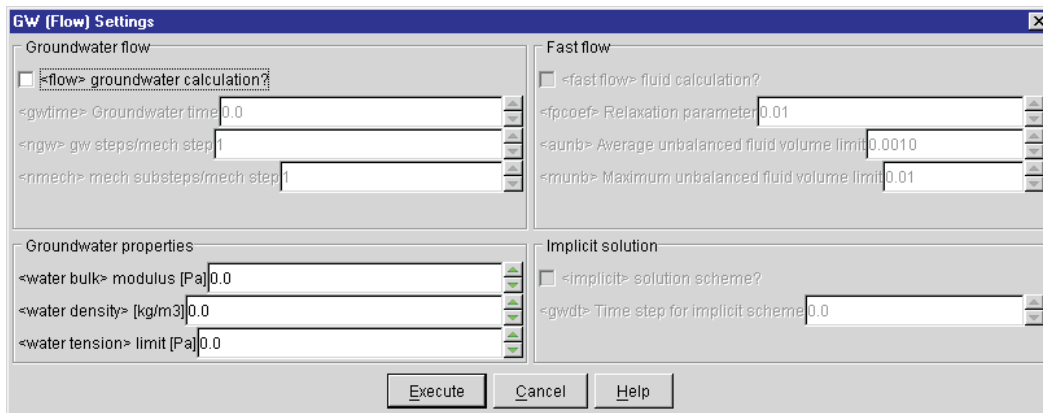 GW (Flow) Settings
Groundwater flow
<flow> groundwater calculation?
<gwtime> Groundwater time 0.0
<ngw> gw steps/mech step 1
<nmech> mech substeps/mech step 1
Fast flow
<fast flow> fluid calculation?
<fpcoef> Relaxation parameter 0.01
<aunb> Average unbalanced fluid volume limit 0.0010
<munb> Maximum unbalanced fluid volume limit 0.01
Groundwater properties
<water bulk> modulus [Pa] 0.0
<water density> [kg/m3] 0.0
<water tension> limit [Pa] 0.0
Implicit solution
<implicit> solution scheme?
<gwdt> Time step for implicit scheme 0.0
Execute Cancel Help